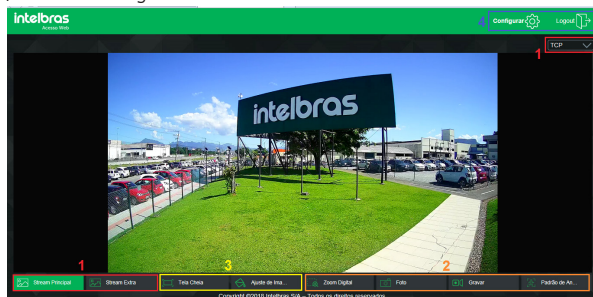 intelbras
Acesso Web
4 Configurar Logout
TCP
1
intelbras
1 3 2
Stream Principal Stream Extra Tela Cheia Ajuste de Ima... Zoom Digital Foto Gravar Padrão de An...
Copyright ©2018 Intelbras S/A – Todos os direitos reservados